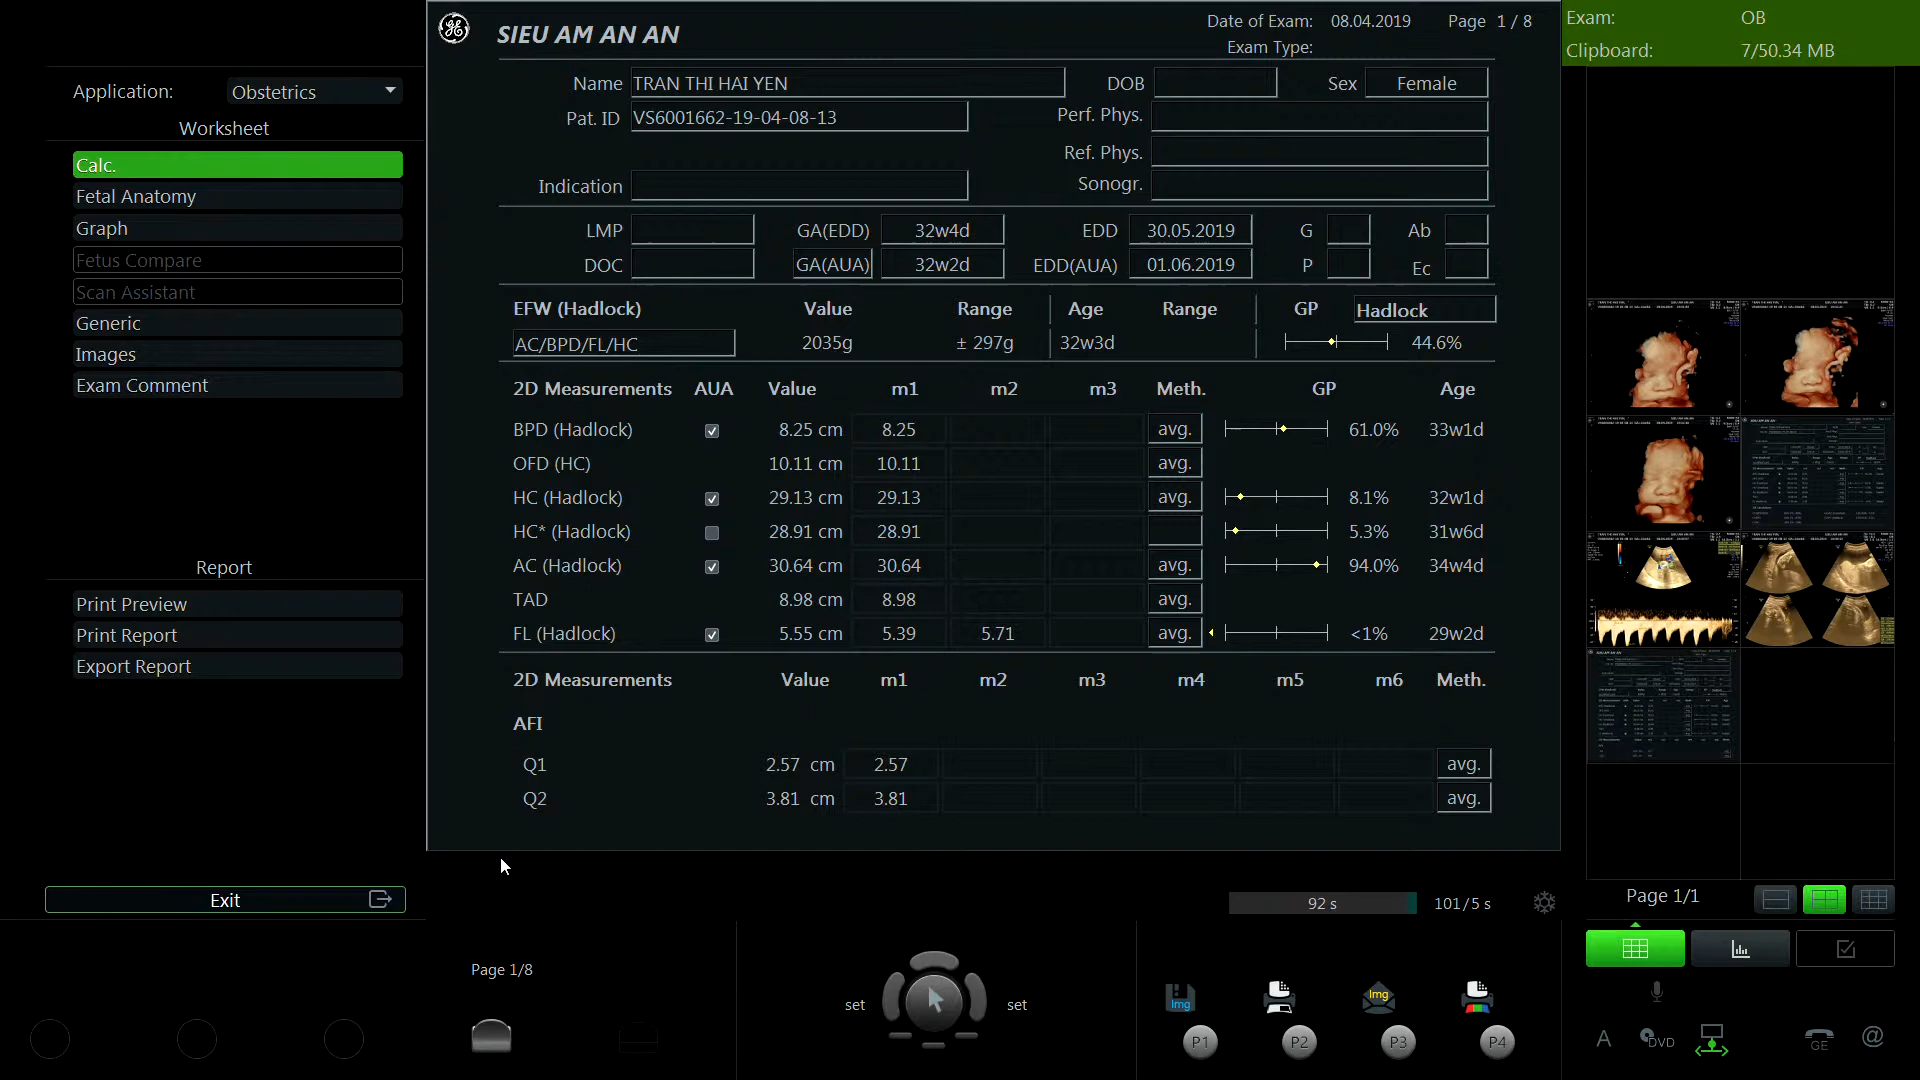 SIEU AM AN AN
Date of Exam: 08.04.2019 Page 1 / 8
Exam Type:
Exam: OB
Clipboard: 7/50.34 MB
Application: Obstetrics
Worksheet
Calc.
Fetal Anatomy
Graph
Fetus Compare
Scan Assistant
Generic
Images
Exam Comment
Report
Print Preview
Print Report
Export Report
Exit
Name TRAN THI HAI YEN DOB Sex Female
Pat. ID VS6001662-19-04-08-13 Perf. Phys.
Ref. Phys.
Indication Sonogr.
LMP GA(EDD) 32w4d EDD 30.05.2019 G Ab
DOC GA(AUA) 32w2d EDD(AUA) 01.06.2019 P Ec
EFW (Hadlock) Value Range Age Range GP Hadlock
AC/BPD/FL/HC 2035g ± 297g 32w3d 44.6%
2D Measurements AUA Value m1 m2 m3 Meth. GP Age
BPD (Hadlock) 8.25 cm 8.25 avg. 61.0% 33w1d
OFD (HC) 10.11 cm 10.11 avg.
HC (Hadlock) 29.13 cm 29.13 avg. 8.1% 32w1d
HC* (Hadlock) 28.91 cm 28.91 5.3% 31w6d
AC (Hadlock) 30.64 cm 30.64 avg. 94.0% 34w4d
TAD 8.98 cm 8.98 avg.
FL (Hadlock) 5.55 cm 5.39 5.71 avg. <1% 29w2d
2D Measurements Value m1 m2 m3 m4 m5 m6 Meth.
AFI
Q1 2.57 cm 2.57 avg.
Q2 3.81 cm 3.81 avg.
92 s 101/5 s
Page 1/1
Page 1/8
set set
Img Img
P1 P2 P3 P4
A DVD GE @